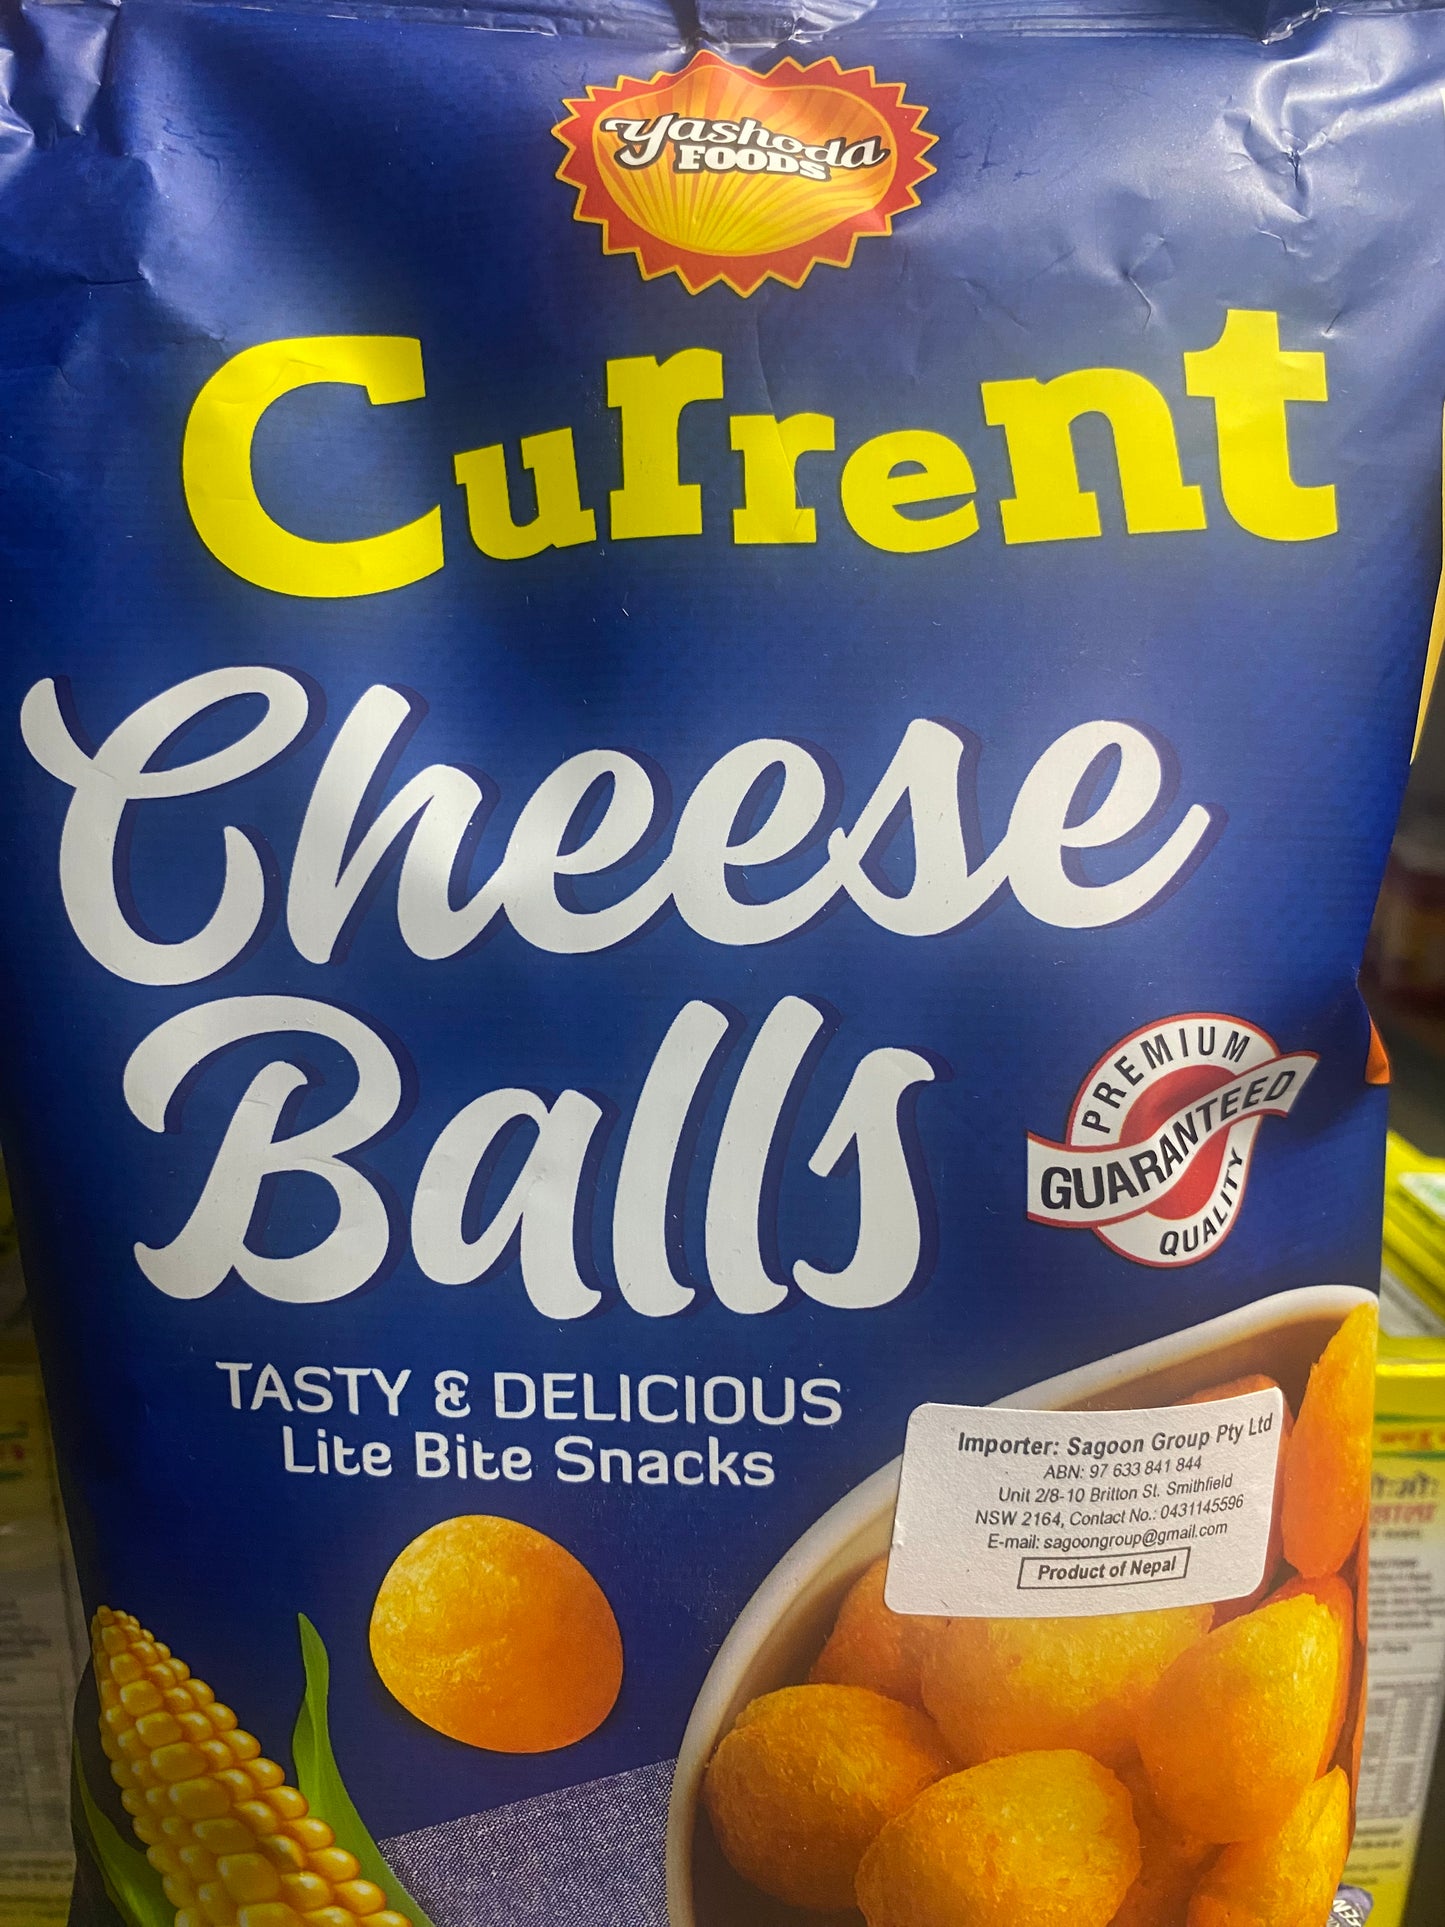 Yashoda
FOODS
Current
Cheese
Balls
PREMIUM
GUARANTEED
QUALITY
TASTY & DELICIOUS
Lite Bite Snacks
Importer: Sagoon Group Pty Ltd
ABN: 97 633 841 844
Unit 2/8-10 Britton St. Smithfield
NSW 2164, Contact No.: 0431145596
E-mail: sagoongroup@gmail.com
Product of Nepal